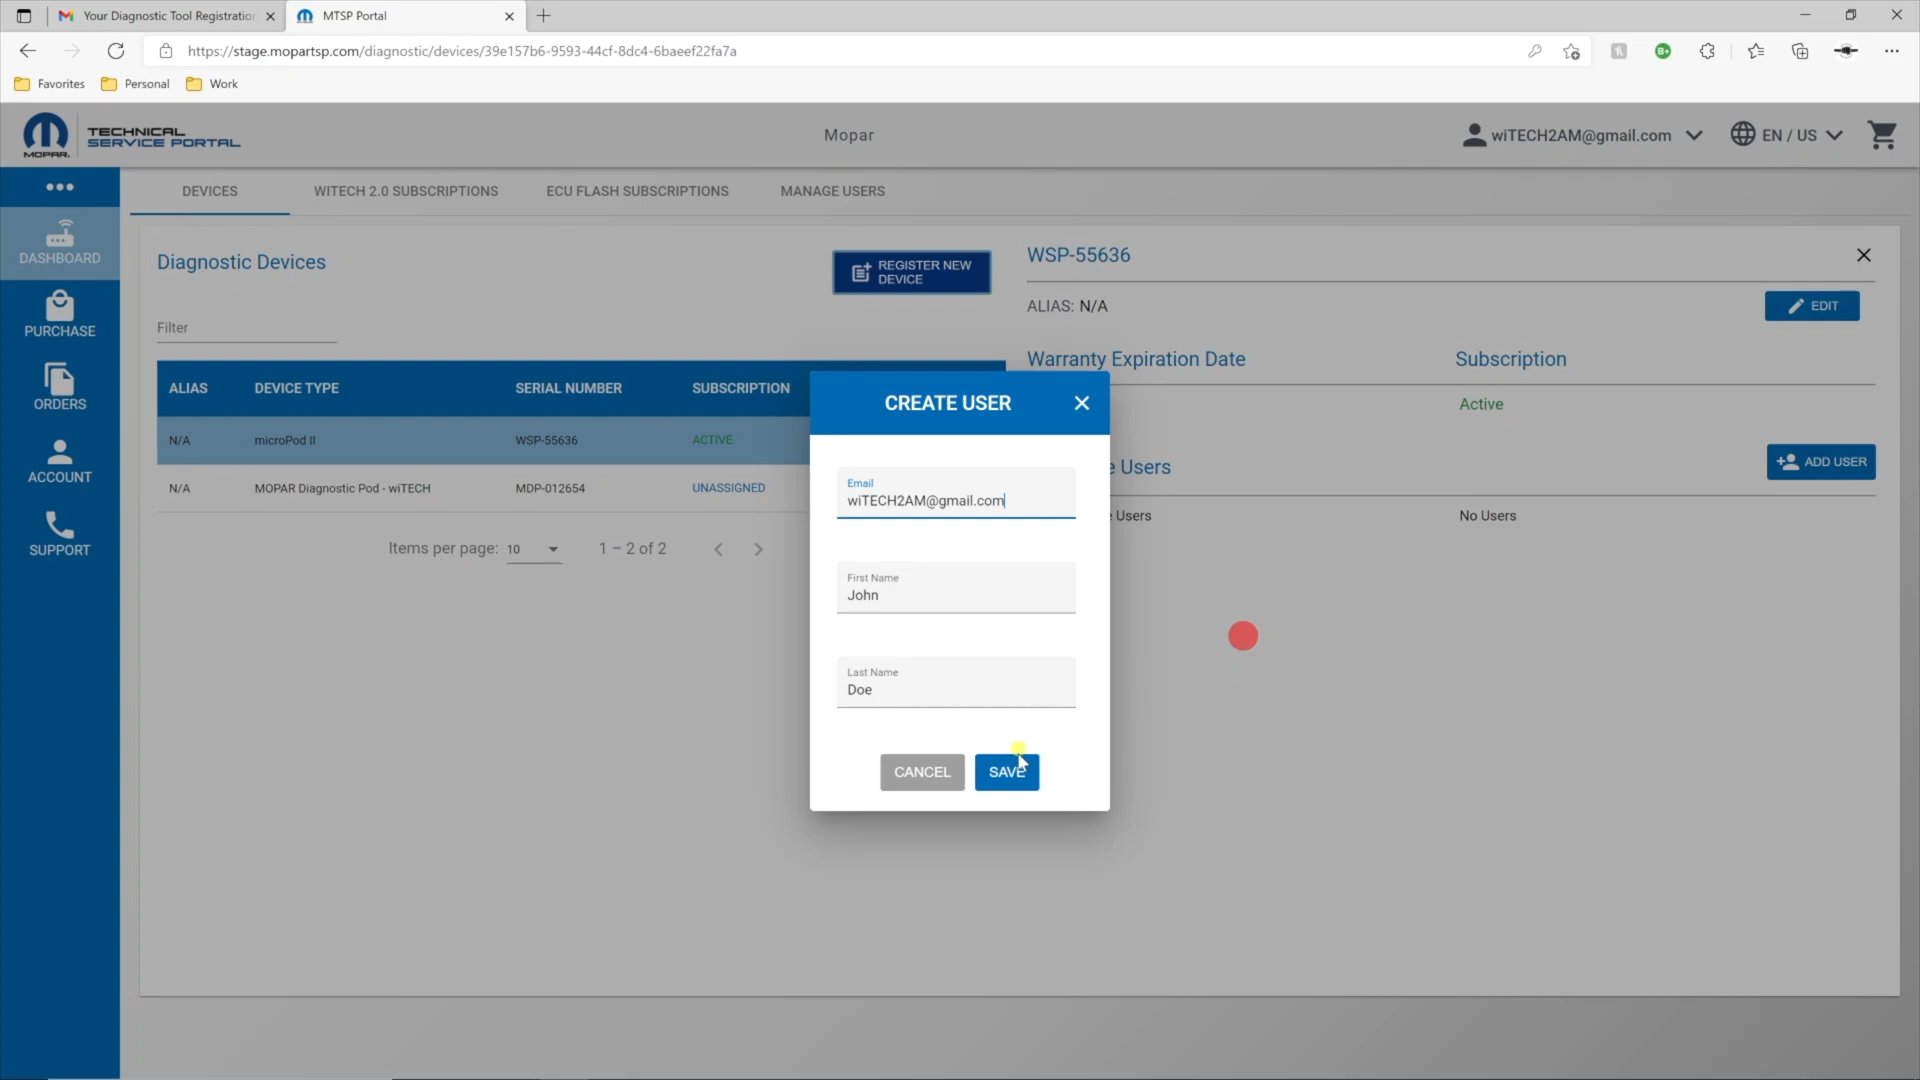 Your Diagnostic Tool Registration
MTSP Portal
https://stage.mopartsp.com/diagnostic/devices/39e157b6-9593-44cf-8dc4-6baeef22fa7a
Favorites
Personal
Work
MOPAR
TECHNICAL
SERVICE PORTAL
Mopar
wiTECH2AM@gmail.com
EN / US
DEVICES
WITECH 2.0 SUBSCRIPTIONS
ECU FLASH SUBSCRIPTIONS
MANAGE USERS
DASHBOARD
PURCHASE
ORDERS
ACCOUNT
SUPPORT
Diagnostic Devices
REGISTER NEW
DEVICE
Filter
ALIAS DEVICE TYPE SERIAL NUMBER SUBSCRIPTION
N/A microPod II WSP-55636 ACTIVE
N/A MOPAR Diagnostic Pod - wiTECH MDP-012654 UNASSIGNED
Items per page: 10 1 – 2 of 2
WSP-55636
ALIAS: N/A
EDIT
Warranty Expiration Date
Subscription
Active
e Users
ADD USER
e Users
No Users
CREATE USER
Email
wiTECH2AM@gmail.com
First Name
John
Last Name
Doe
CANCEL
SAVE